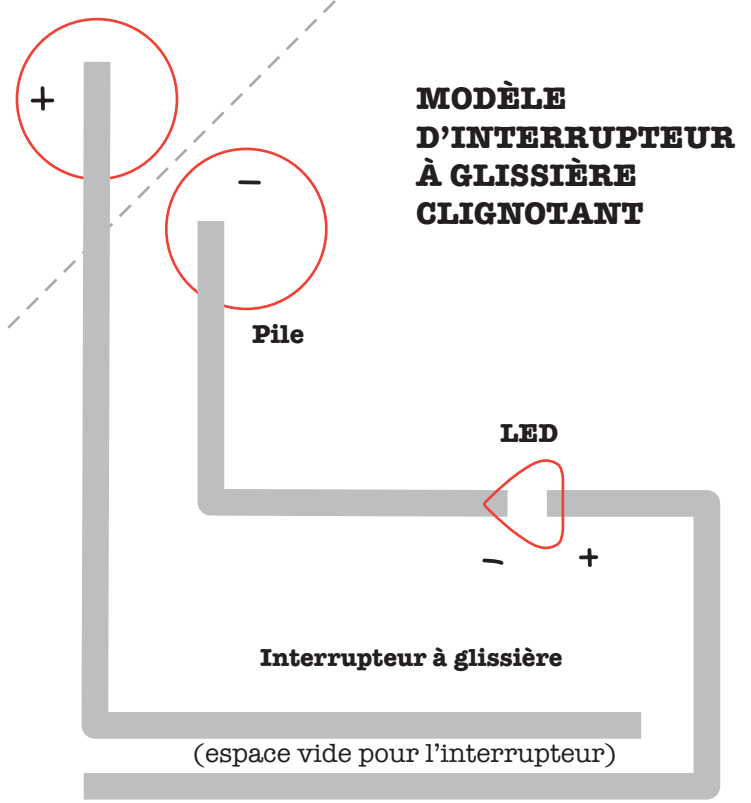 +
MODÈLE
D'INTERRUPTEUR
À GLISSIÈRE
CLIGNOTANT
−
Pile
LED
− +
Interrupteur à glissière
(espace vide pour l'interrupteur)